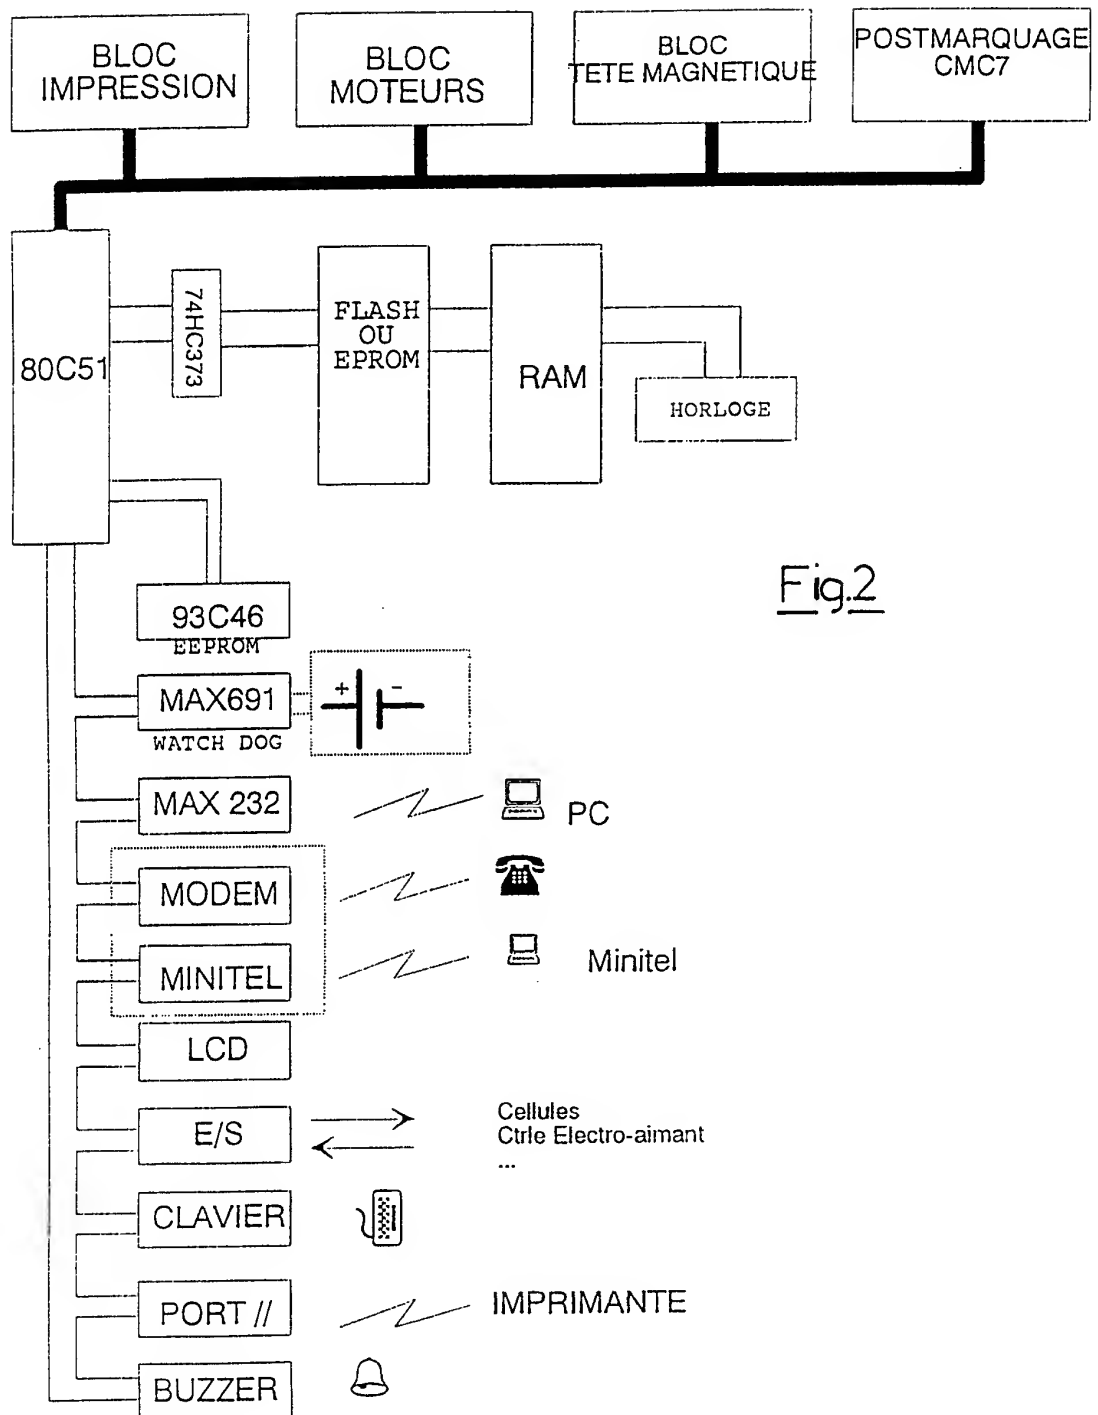 BLOC
IMPRESSION
BLOC
MOTEURS
BLOC
TETE MAGNETIQUE
POSTMARQUAGE
CMC7
80C51
74HC373
FLASH
OU
EPROM
RAM
HORLOGE
Fig.2
93C46
EEPROM
MAX691
+ -
WATCH DOG
MAX 232
PC
MODEM
MINITEL
Minitel
LCD
E/S
Cellules
Ctrle Electro-aimant
...
CLAVIER
PORT //
IMPRIMANTE
BUZZER